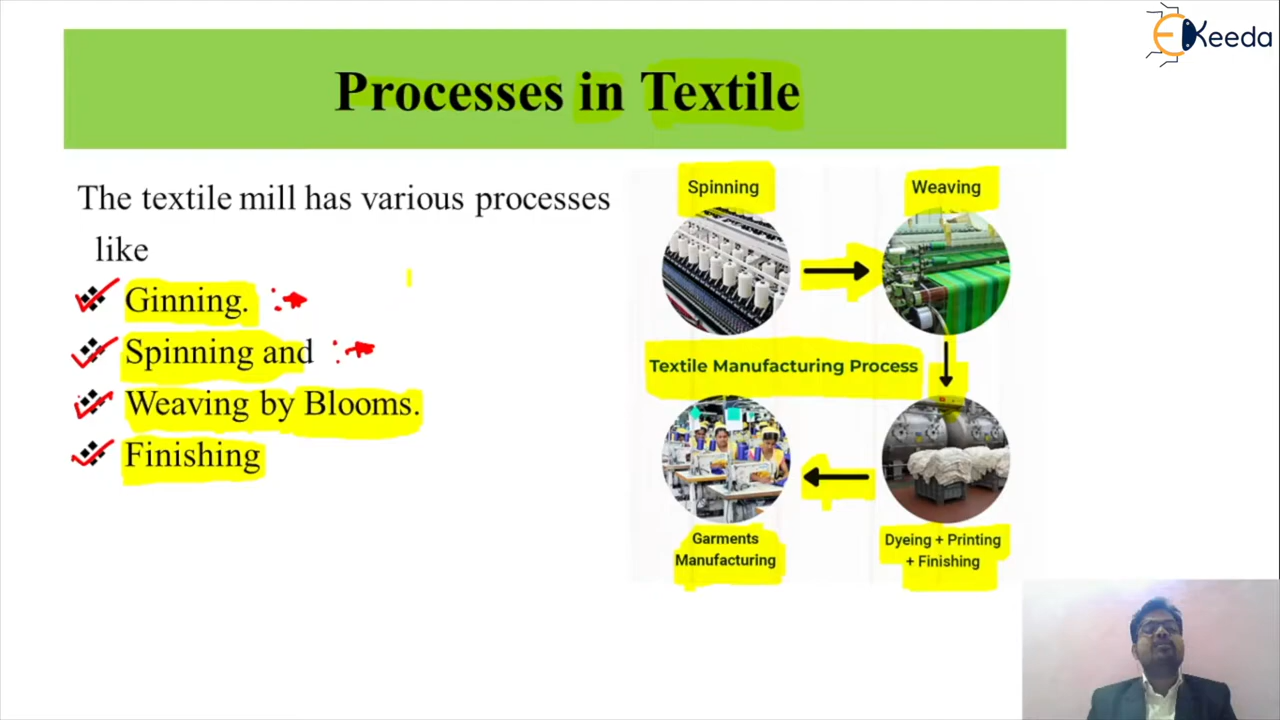 EKeeda
Processes in Textile
The textile mill has various processes
like
Ginning.
Spinning and
Weaving by Blooms.
Finishing
Spinning
Weaving
Textile Manufacturing Process
Garments
Manufacturing
Dyeing + Printing
+ Finishing